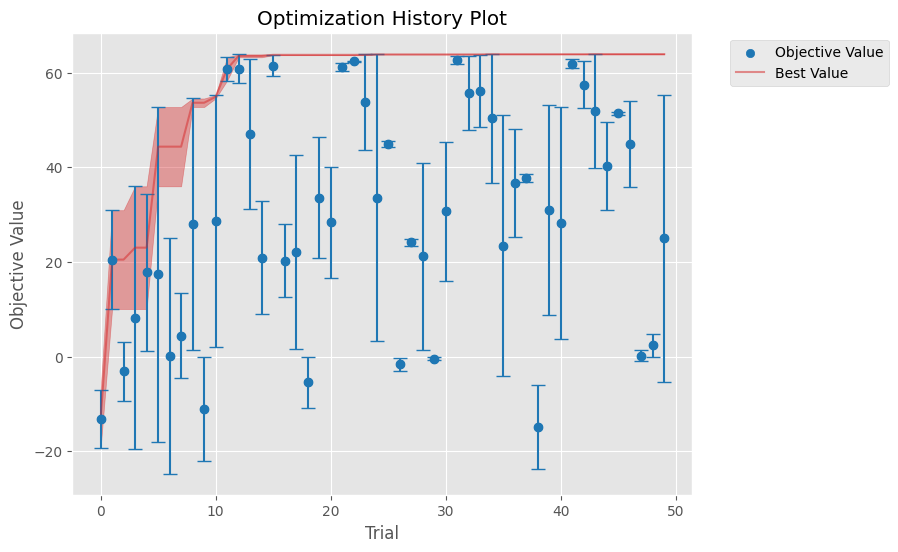 Optimization History Plot
Objective Value
Best Value
Objective Value
60
40
20
0
−20
0 10 20 30 40 50
Trial